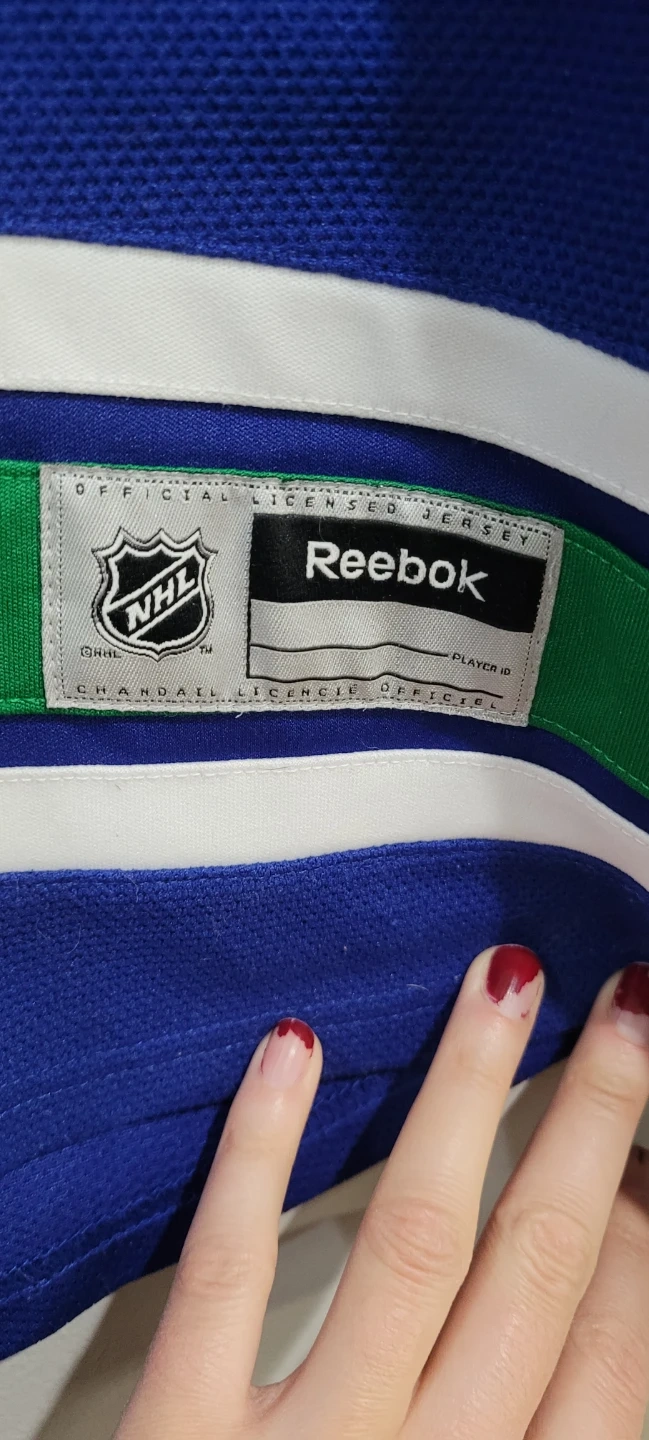 OFFICIAL LICENSED JERSEY
NHL
©NHL
TM
Reebok
PLAYER ID
CHANDAIL LICENCIÉ OFFICIEL